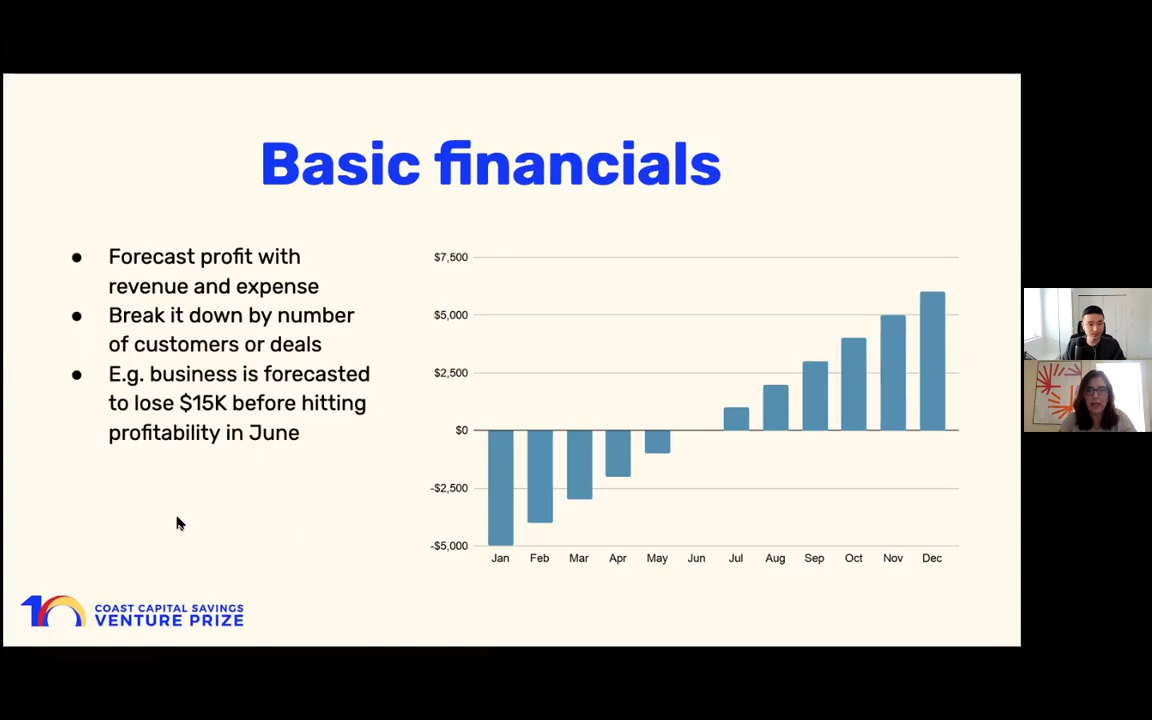 Basic financials
● Forecast profit with
revenue and expense
● Break it down by number
of customers or deals
● E.g. business is forecasted
to lose $15K before hitting
profitability in June
$7,500
$5,000
$2,500
$0
-$2,500
-$5,000
Jan Feb Mar Apr May Jun Jul Aug Sep Oct Nov Dec
10 COAST CAPITAL SAVINGS
VENTURE PRIZE